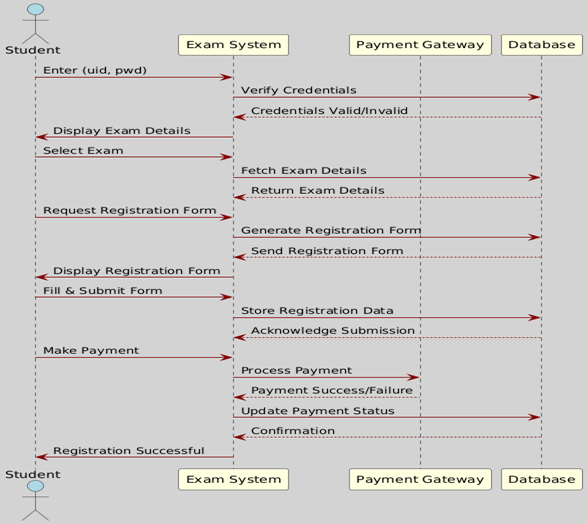 Student
Exam System
Payment Gateway
Database
Enter (uid, pwd)
Verify Credentials
Credentials Valid/Invalid
Display Exam Details
Select Exam
Fetch Exam Details
Return Exam Details
Request Registration Form
Generate Registration Form
Send Registration Form
Display Registration Form
Fill & Submit Form
Store Registration Data
Acknowledge Submission
Make Payment
Process Payment
Payment Success/Failure
Update Payment Status
Confirmation
Registration Successful
Student
Exam System
Payment Gateway
Database